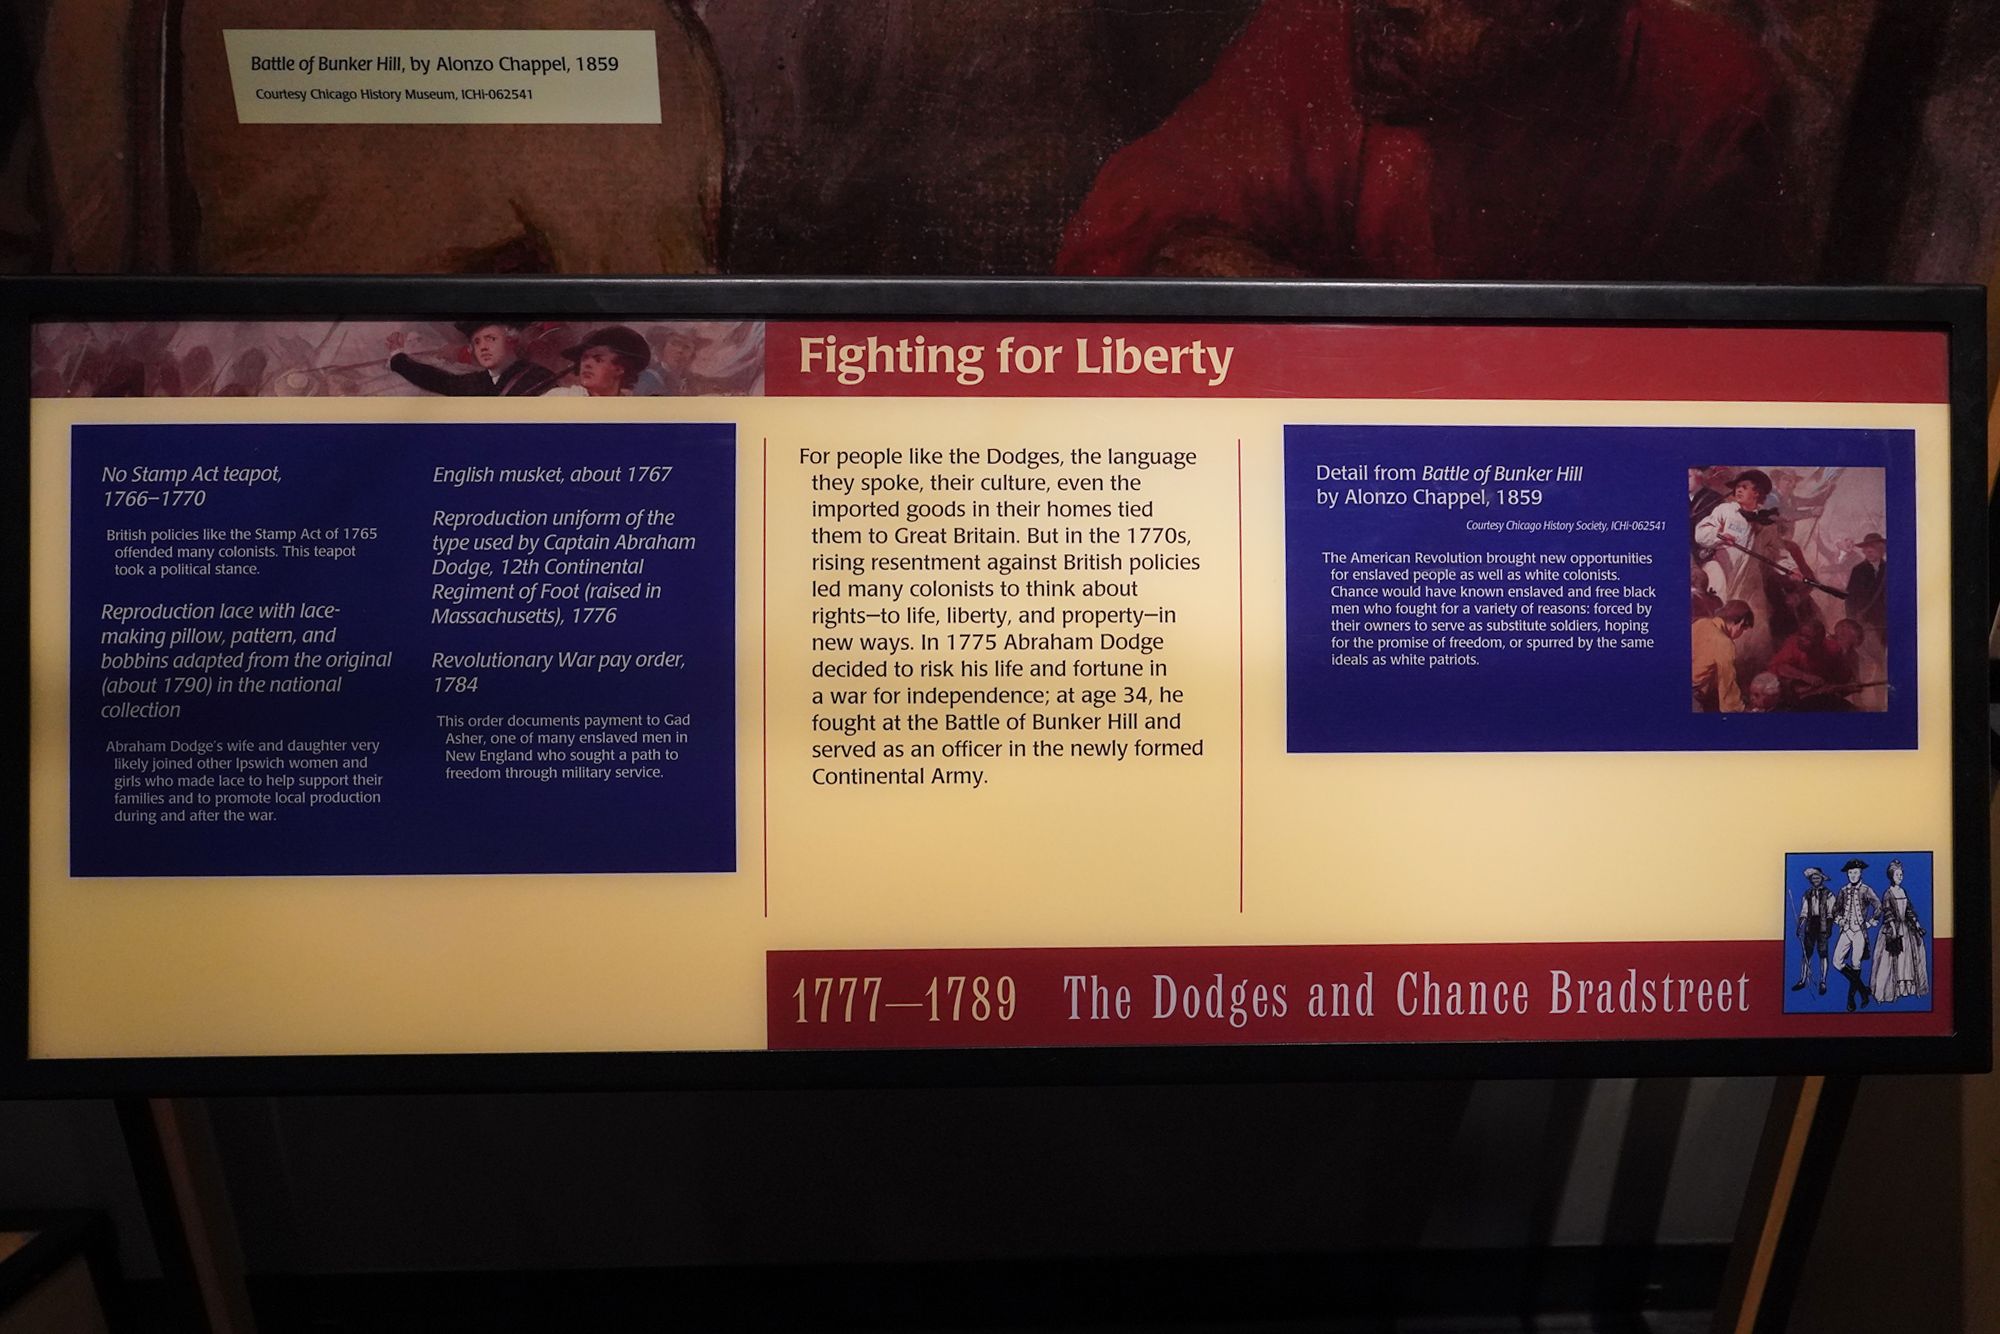 Battle of Bunker Hill, by Alonzo Chappel, 1859
Courtesy Chicago History Museum, ICHi-062541
Fighting for Liberty
No Stamp Act teapot,
1766–1770
British policies like the Stamp Act of 1765
offended many colonists. This teapot
took a political stance.
Reproduction lace with lace-
making pillow, pattern, and
bobbins adapted from the original
(about 1790) in the national
collection
Abraham Dodge's wife and daughter very
likely joined other Ipswich women and
girls who made lace to help support their
families and to promote local production
during and after the war.
English musket, about 1767
Reproduction uniform of the
type used by Captain Abraham
Dodge, 12th Continental
Regiment of Foot (raised in
Massachusetts), 1776
Revolutionary War pay order,
1784
This order documents payment to Gad
Asher, one of many enslaved men in
New England who sought a path to
freedom through military service.
For people like the Dodges, the language
they spoke, their culture, even the
imported goods in their homes tied
them to Great Britain. But in the 1770s,
rising resentment against British policies
led many colonists to think about
rights—to life, liberty, and property—in
new ways. In 1775 Abraham Dodge
decided to risk his life and fortune in
a war for independence; at age 34, he
fought at the Battle of Bunker Hill and
served as an officer in the newly formed
Continental Army.
Detail from Battle of Bunker Hill
by Alonzo Chappel, 1859
Courtesy Chicago History Society, ICHi-062541
The American Revolution brought new opportunities
for enslaved people as well as white colonists.
Chance would have known enslaved and free black
men who fought for a variety of reasons: forced by
their owners to serve as substitute soldiers, hoping
for the promise of freedom, or spurred by the same
ideals as white patriots.
1777—1789 The Dodges and Chance Bradstreet